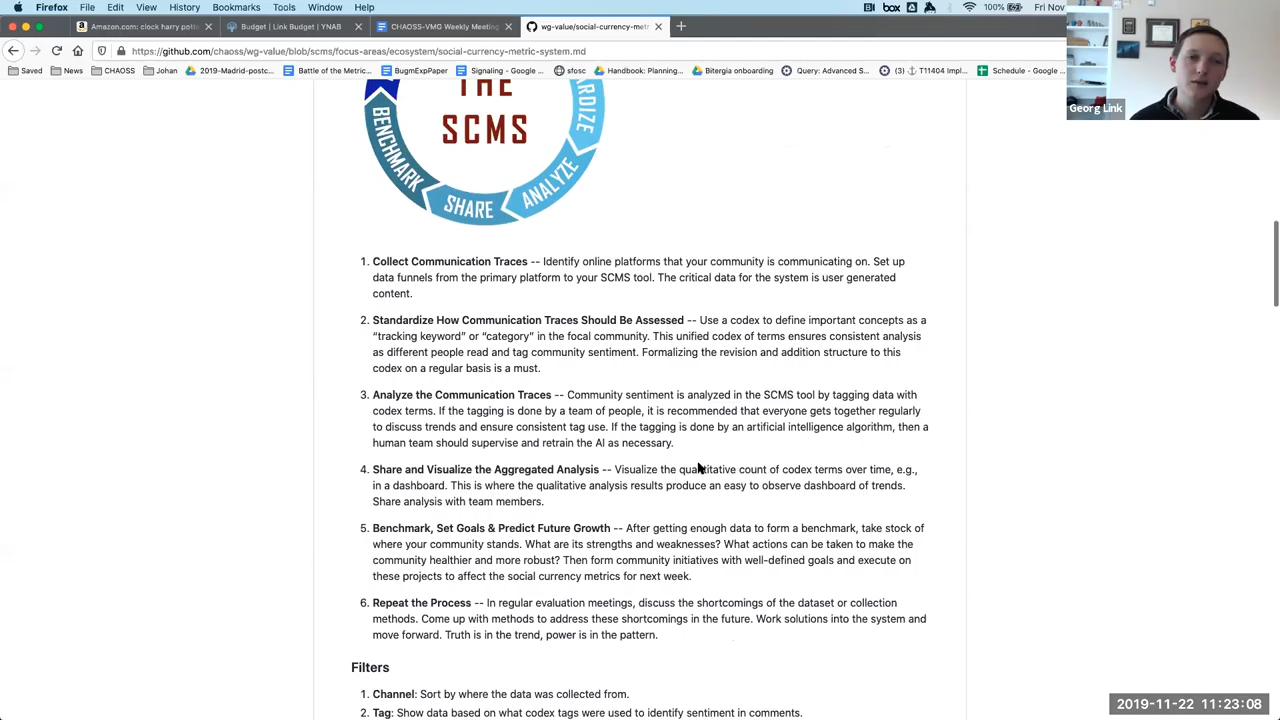 Firefox File Edit View History Bookmarks Tools Window Help box 100% Fri Nov
Amazon.com: clock harry pott Budget | Link Budget | YNAB CHAOSS-VMG Weekly Meeting wg-value/social-currency-met
https://github.com/chaoss/wg-value/blob/scms/focus-areas/ecosystem/social-currency-metric-system.md
Saved News CHAOSS Johan 2019-Madrid-postc... Battle of the Metric... BugmExpPaper Signaling - Google ... sfosc Handbook: Planning... Bitergia onboarding Query: Advanced S... (3) T11404 Impl... Schedule - Google ...
Georg Link
THE
SCMS
BENCHMARK
SHARE
ANALYZE
1. Collect Communication Traces -- Identify online platforms that your community is communicating on. Set up
data funnels from the primary platform to your SCMS tool. The critical data for the system is user generated
content.
2. Standardize How Communication Traces Should Be Assessed -- Use a codex to define important concepts as a
“tracking keyword” or “category” in the focal community. This unified codex of terms ensures consistent analysis
as different people read and tag community sentiment. Formalizing the revision and addition structure to this
codex on a regular basis is a must.
3. Analyze the Communication Traces -- Community sentiment is analyzed in the SCMS tool by tagging data with
codex terms. If the tagging is done by a team of people, it is recommended that everyone gets together regularly
to discuss trends and ensure consistent tag use. If the tagging is done by an artificial intelligence algorithm, then a
human team should supervise and retrain the AI as necessary.
4. Share and Visualize the Aggregated Analysis -- Visualize the quantitative count of codex terms over time, e.g.,
in a dashboard. This is where the qualitative analysis results produce an easy to observe dashboard of trends.
Share analysis with team members.
5. Benchmark, Set Goals & Predict Future Growth -- After getting enough data to form a benchmark, take stock of
where your community stands. What are its strengths and weaknesses? What actions can be taken to make the
community healthier and more robust? Then form community initiatives with well-defined goals and execute on
these projects to affect the social currency metrics for next week.
6. Repeat the Process -- In regular evaluation meetings, discuss the shortcomings of the dataset or collection
methods. Come up with methods to address these shortcomings in the future. Work solutions into the system and
move forward. Truth is in the trend, power is in the pattern.
Filters
1. Channel: Sort by where the data was collected from.
2. Tag: Show data based on what codex tags were used to identify sentiment in comments.
2019-11-22 11:23:08